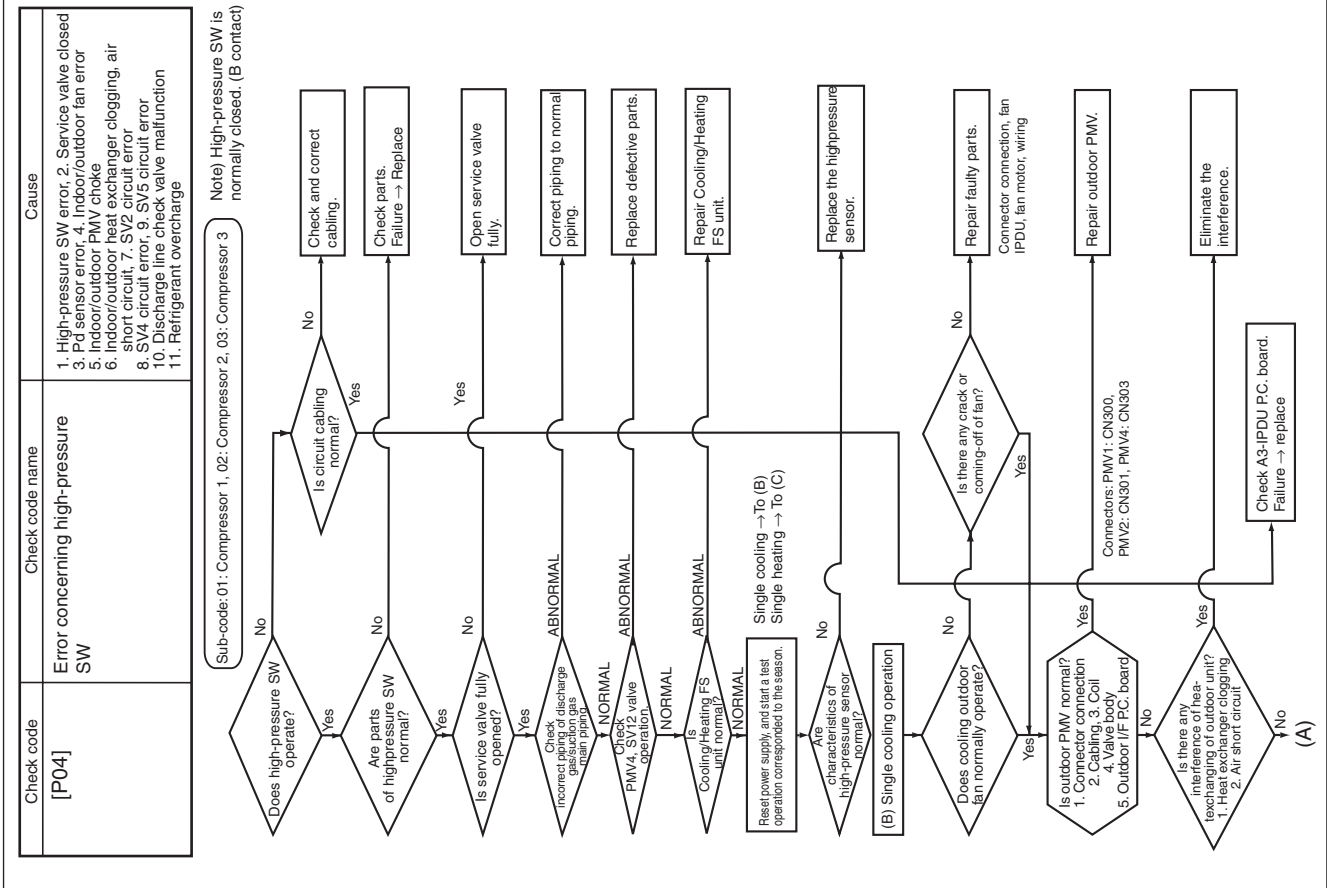 Check code
Check code name
Cause
[P04]
Error concerning high-pressure
SW
1. High-pressure SW error, 2. Service valve closed
3. Pd sensor error, 4. Indoor/outdoor fan error
5. Indoor/outdoor PMV choke
6. Indoor/outdoor heat exchanger clogging, air
short circuit, 7. SV2 circuit error
8. SV4 circuit error, 9. SV5 circuit error
10. Discharge line check valve malfunction
11. Refrigerant overcharge
Sub-code: 01: Compressor 1, 02: Compressor 2, 03: Compressor 3
Note) High-pressure SW is
normally closed. (B contact)
Does high-pressure SW
operate?
No
Yes
Is circuit cabling
normal?
No
Yes
Check and correct
cabling.
Are parts
of highpressure SW
normal?
No
Yes
Check parts.
Failure → Replace
Is service valve fully
opened?
No
Yes
Yes
Open service valve
fully.
Check
incorrect piping of discharge
gas/suction gas
main piping.
ABNORMAL
NORMAL
Correct piping to normal
piping.
Check
PMV4, SV12 valve
operation.
ABNORMAL
NORMAL
Replace defective parts.
Is
Cooling/Heating FS
unit normal?
ABNORMAL
NORMAL
Repair Cooling/Heating
FS unit.
Reset power supply, and start a test
operation corresponded to the season.
Single cooling → To (B)
Single heating → To (C)
Are
characteristics of
high-pressure sensor
normal?
No
Replace the highpressure
sensor.
(B) Single cooling operation
Does cooling outdoor
fan normally operate?
No
Yes
Is there any crack or
coming-off of fan?
No
Yes
Repair faulty parts.
Connector connection, fan
IPDU, fan motor, wiring
Is outdoor PMV normal?
1. Connector connection
2. Cabling, 3. Coil
4. Valve body
5. Outdoor I/F P.C. board
Yes
No
Connectors: PMV1: CN300,
PMV2: CN301, PMV4: CN303
Repair outdoor PMV.
Is there any
interference of hea-
texchanging of outdoor unit?
1. Heat exchanger clogging
2. Air short circuit
Yes
No
Eliminate the
interference.
Check A3-IPDU P.C. board.
Failure → replace
(A)